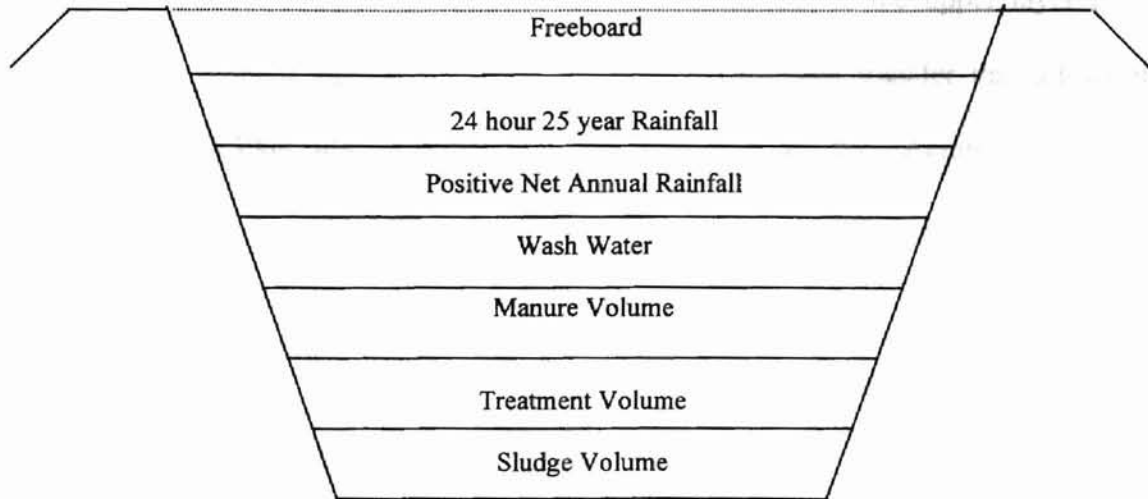 Freeboard
24 hour 25 year Rainfall
Positive Net Annual Rainfall
Wash Water
Manure Volume
Treatment Volume
Sludge Volume